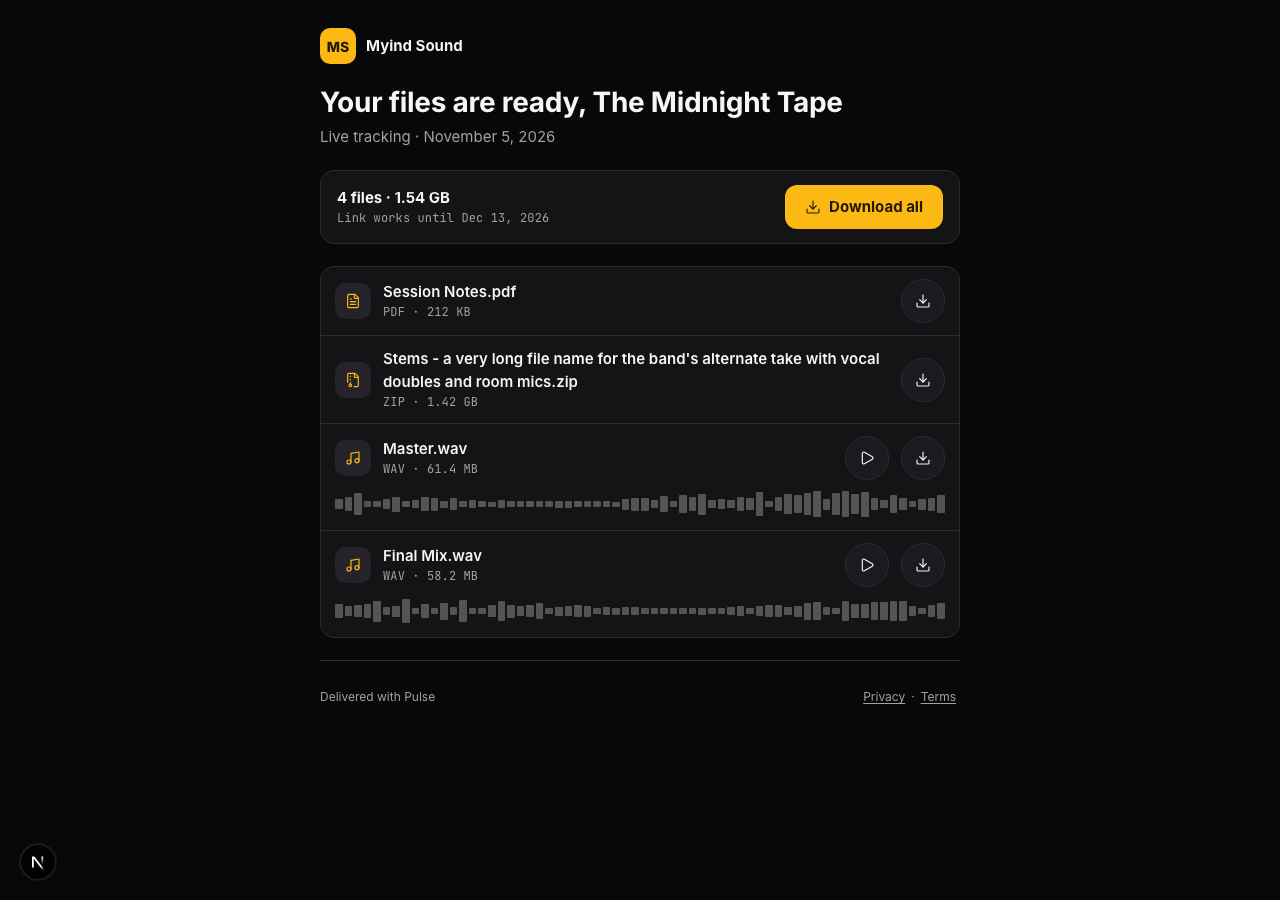 MS
Myind Sound
Your files are ready, The Midnight Tape
Live tracking · November 5, 2026
4 files · 1.54 GB
Link works until Dec 13, 2026
Download all
Session Notes.pdf
PDF · 212 KB
Stems - a very long file name for the band's alternate take with vocal
doubles and room mics.zip
ZIP · 1.42 GB
Master.wav
WAV · 61.4 MB
Final Mix.wav
WAV · 58.2 MB
Delivered with Pulse
Privacy · Terms
N